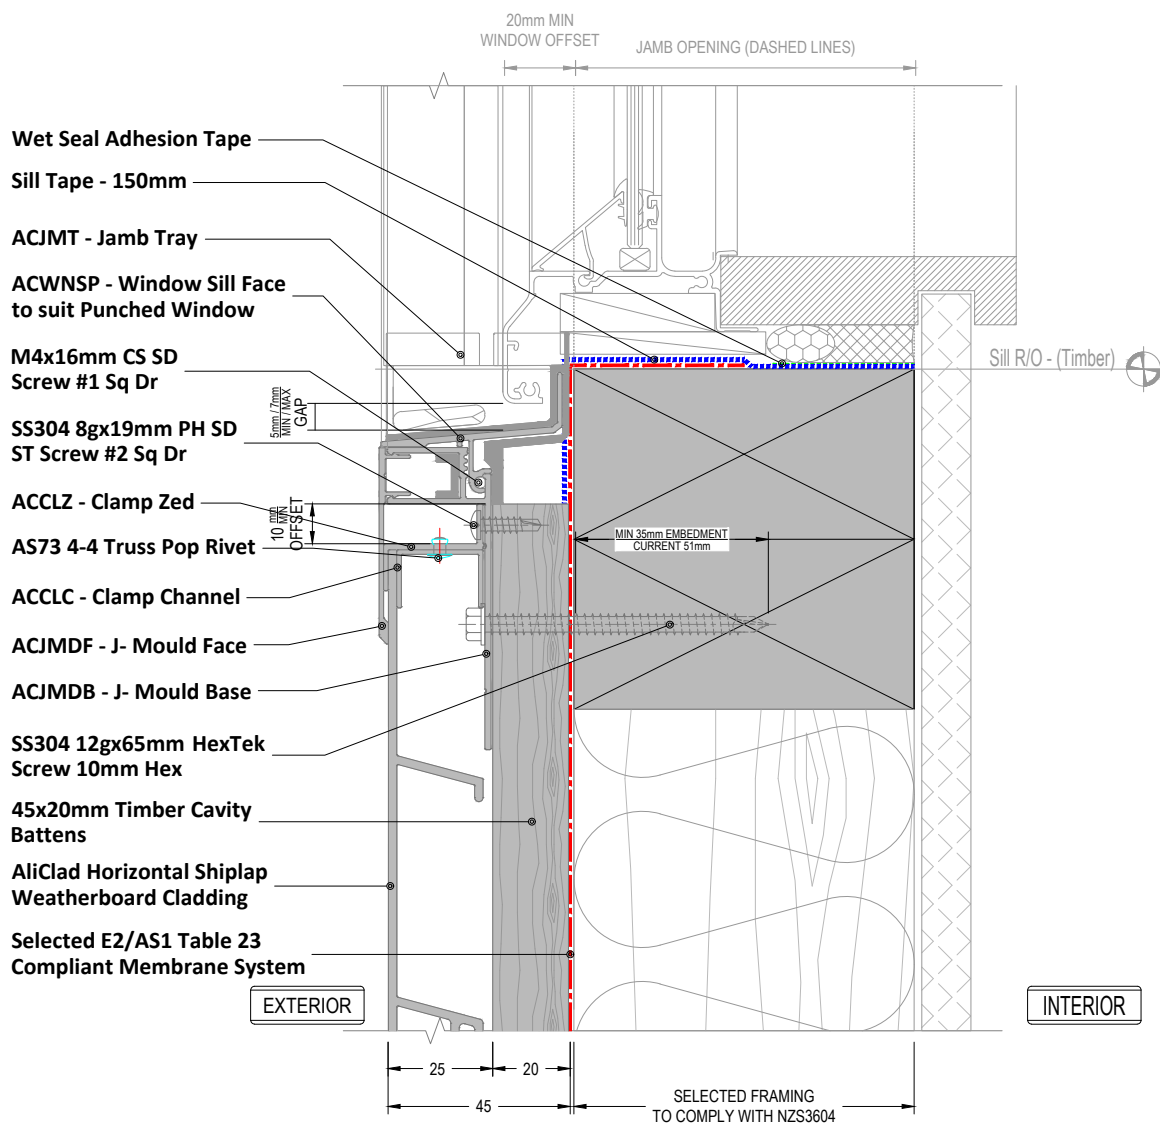 20mm MIN
WINDOW OFFSET
JAMB OPENING (DASHED LINES)
Wet Seal Adhesion Tape
Sill Tape - 150mm
ACJMT - Jamb Tray
ACWNSP - Window Sill Face
to suit Punched Window
M4x16mm CS SD
Screw #1 Sq Dr
SS304 8gx19mm PH SD
ST Screw #2 Sq Dr
ACCLZ - Clamp Zed
AS73 4-4 Truss Pop Rivet
ACCLC - Clamp Channel
ACJMDF - J- Mould Face
ACJMDB - J- Mould Base
SS304 12gx65mm HexTek
Screw 10mm Hex
45x20mm Timber Cavity
Battens
AliClad Horizontal Shiplap
Weatherboard Cladding
Selected E2/AS1 Table 23
Compliant Membrane System
5mm / 7mm
MIN / MAX
GAP
10 mm
MIN
OFFSET
Sill R/O - (Timber)
MIN 35mm EMBEDMENT
CURRENT 51mm
EXTERIOR
INTERIOR
25
20
45
SELECTED FRAMING
TO COMPLY WITH NZS3604